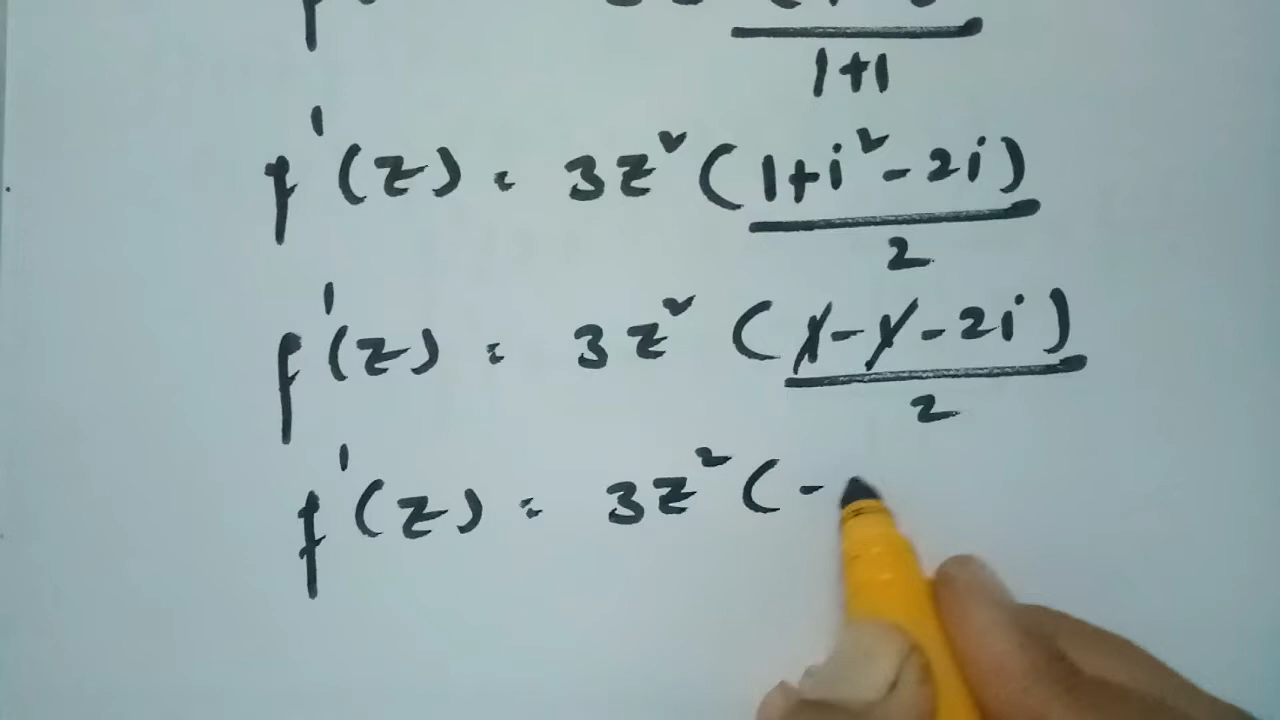 1+1
f'(z) = 3z² (1+i²-2i)
2
f'(z) = 3z² (1-1-2i)
2
f'(z) = 3z² (-